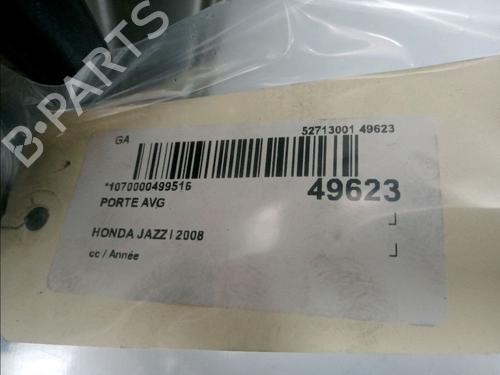 B-PARTS
GA
52713001 49623
*1070000499516
49623
PORTE AVG
HONDA JAZZ I 2008
cc / Année